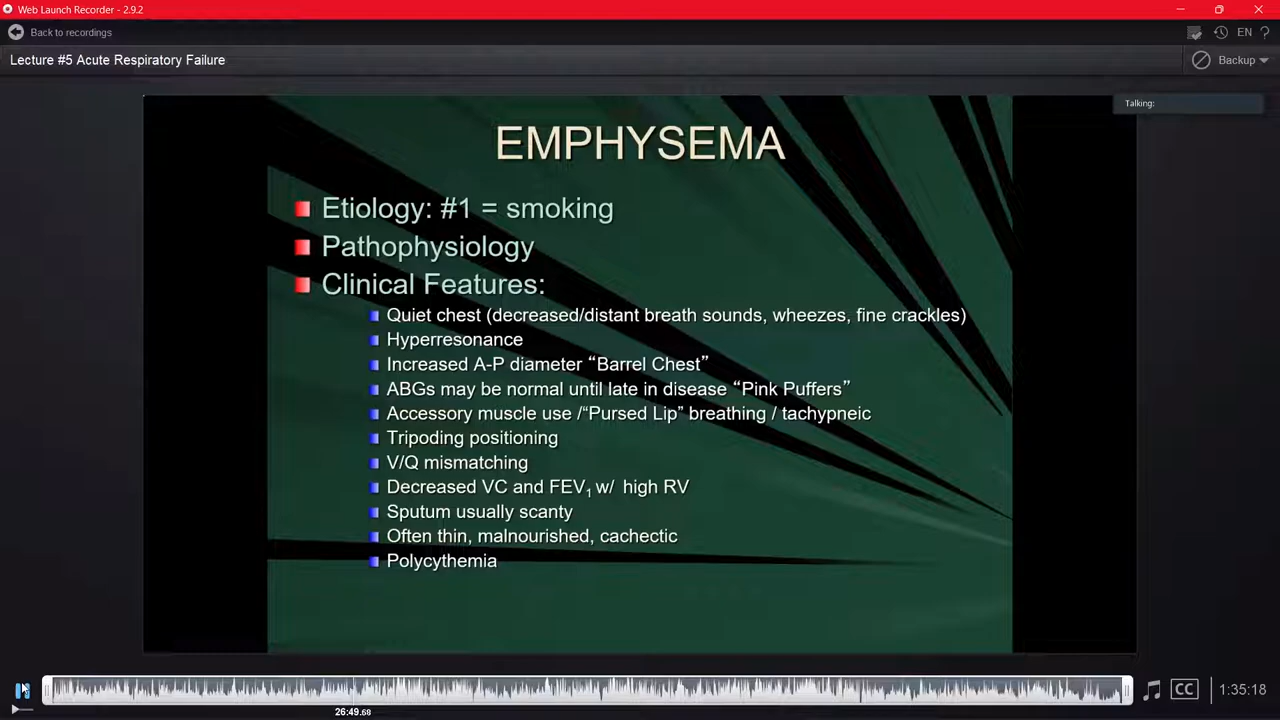 Web Launch Recorder - 2.9.2
Back to recordings
EN ?
Lecture #5 Acute Respiratory Failure
Backup
Talking:
EMPHYSEMA
Etiology: #1 = smoking
Pathophysiology
Clinical Features:
Quiet chest (decreased/distant breath sounds, wheezes, fine crackles)
Hyperresonance
Increased A-P diameter “Barrel Chest”
ABGs may be normal until late in disease “Pink Puffers”
Accessory muscle use /“Pursed Lip” breathing / tachypneic
Tripoding positioning
V/Q mismatching
Decreased VC and FEV₁ w/ high RV
Sputum usually scanty
Often thin, malnourished, cachectic
Polycythemia
CC
1:35:18
26:49.68